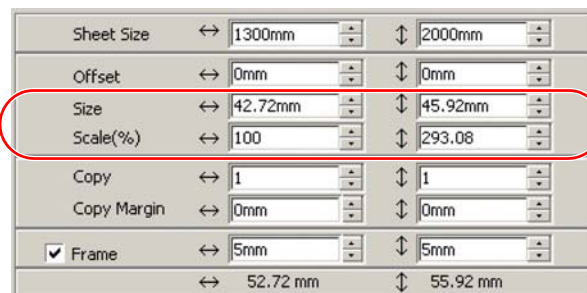 Sheet Size ↔ 1300mm ↕ 2000mm
Offset ↔ 0mm ↕ 0mm
Size ↔ 42.72mm ↕ 45.92mm
Scale(%) ↔ 100 ↕ 293.08
Copy ↔ 1 ↕ 1
Copy Margin ↔ 0mm ↕ 0mm
Frame ↔ 5mm ↕ 5mm
↔ 52.72 mm ↕ 55.92 mm